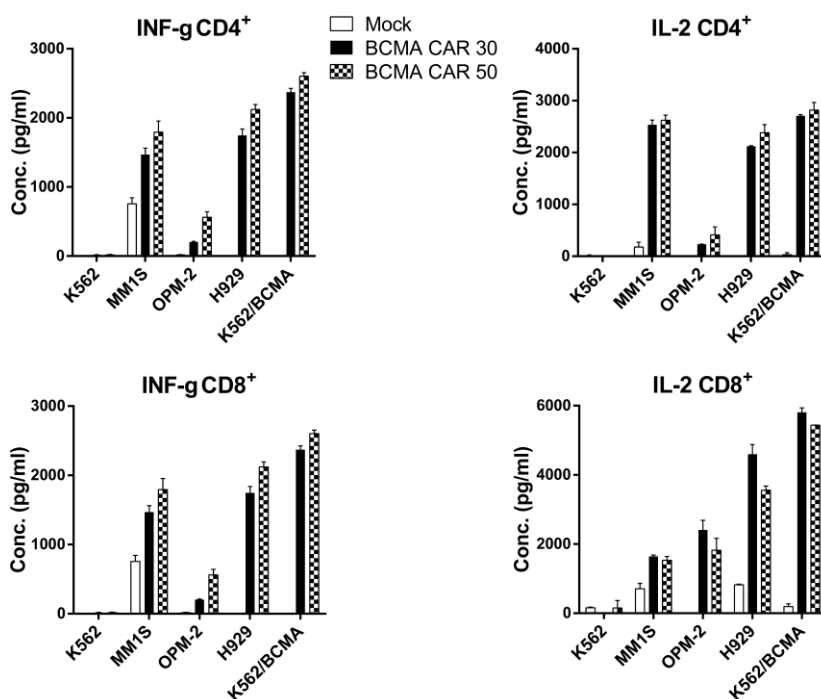 Mock
BCMA CAR 30
BCMA CAR 50
INF-g CD4+
Conc. (pg/ml)
3000
2000
1000
0
K562
MM1S
OPM-2
H929
K562/BCMA
IL-2 CD4+
Conc. (pg/ml)
4000
3000
2000
1000
0
K562
MM1S
OPM-2
H929
K562/BCMA
INF-g CD8+
Conc. (pg/ml)
3000
2000
1000
0
K562
MM1S
OPM-2
H929
K562/BCMA
IL-2 CD8+
Conc. (pg/ml)
6000
4000
2000
0
K562
MM1S
OPM-2
H929
K562/BCMA